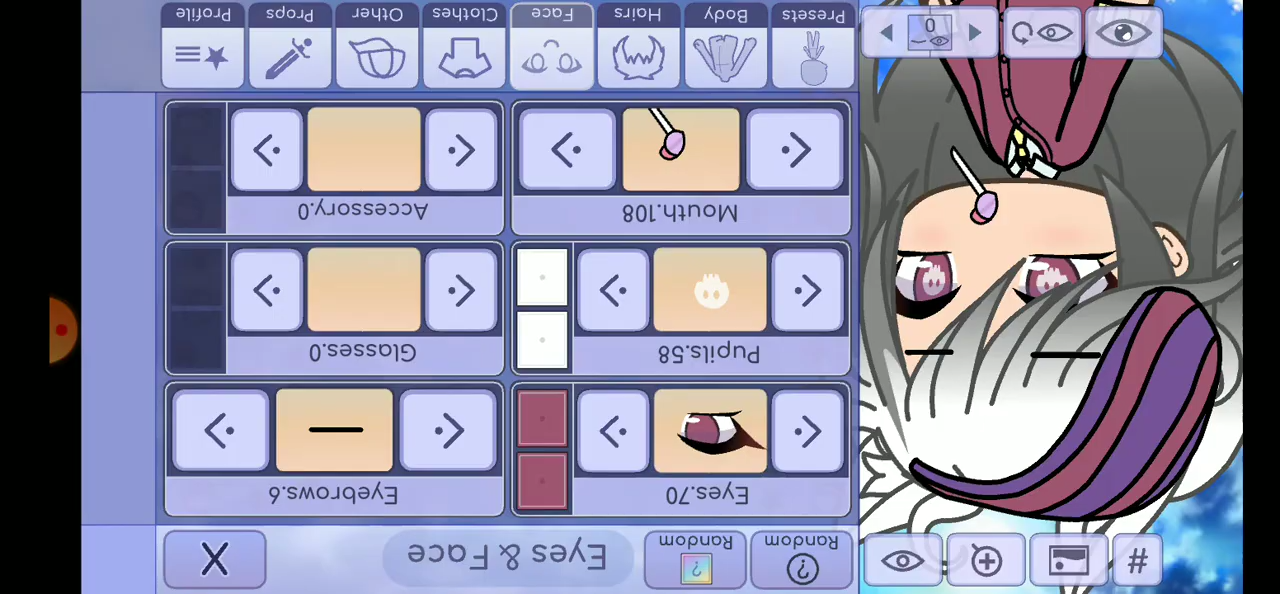 #
Random
Random
Eyes & Face
X
Eyes.70
Eyebrows.6
Pupils.58
Glasses.0
Mouth.108
Accessory.0
0
Presets
Body
Hairs
Face
Clothes
Other
Props
Profile